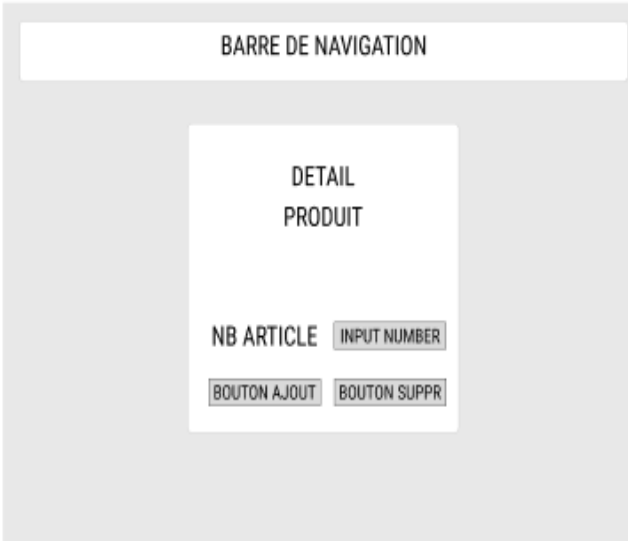 BARRE DE NAVIGATION
DETAIL
PRODUIT
NB ARTICLE INPUT NUMBER
BOUTON AJOUT BOUTON SUPPR